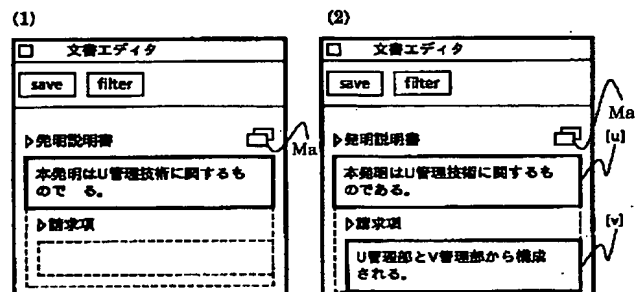 (1)
文書エディタ
save filter
▷発明説明書
Ma
本発明はU管理技術に関するも
ので る。
▷請求項
(2)
文書エディタ
save filter
Ma
▷発明説明書
[u]
本発明はU管理技術に関するも
のである。
▷請求項
[v]
U管理部とV管理部から構成
される。